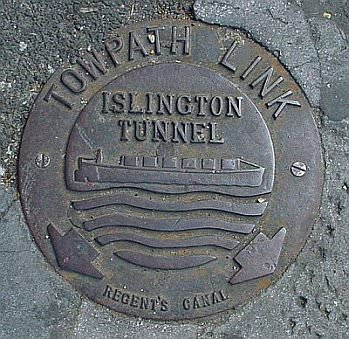 TOWPATH LINK
ISLINGTON
TUNNEL
REGENT'S CANAL